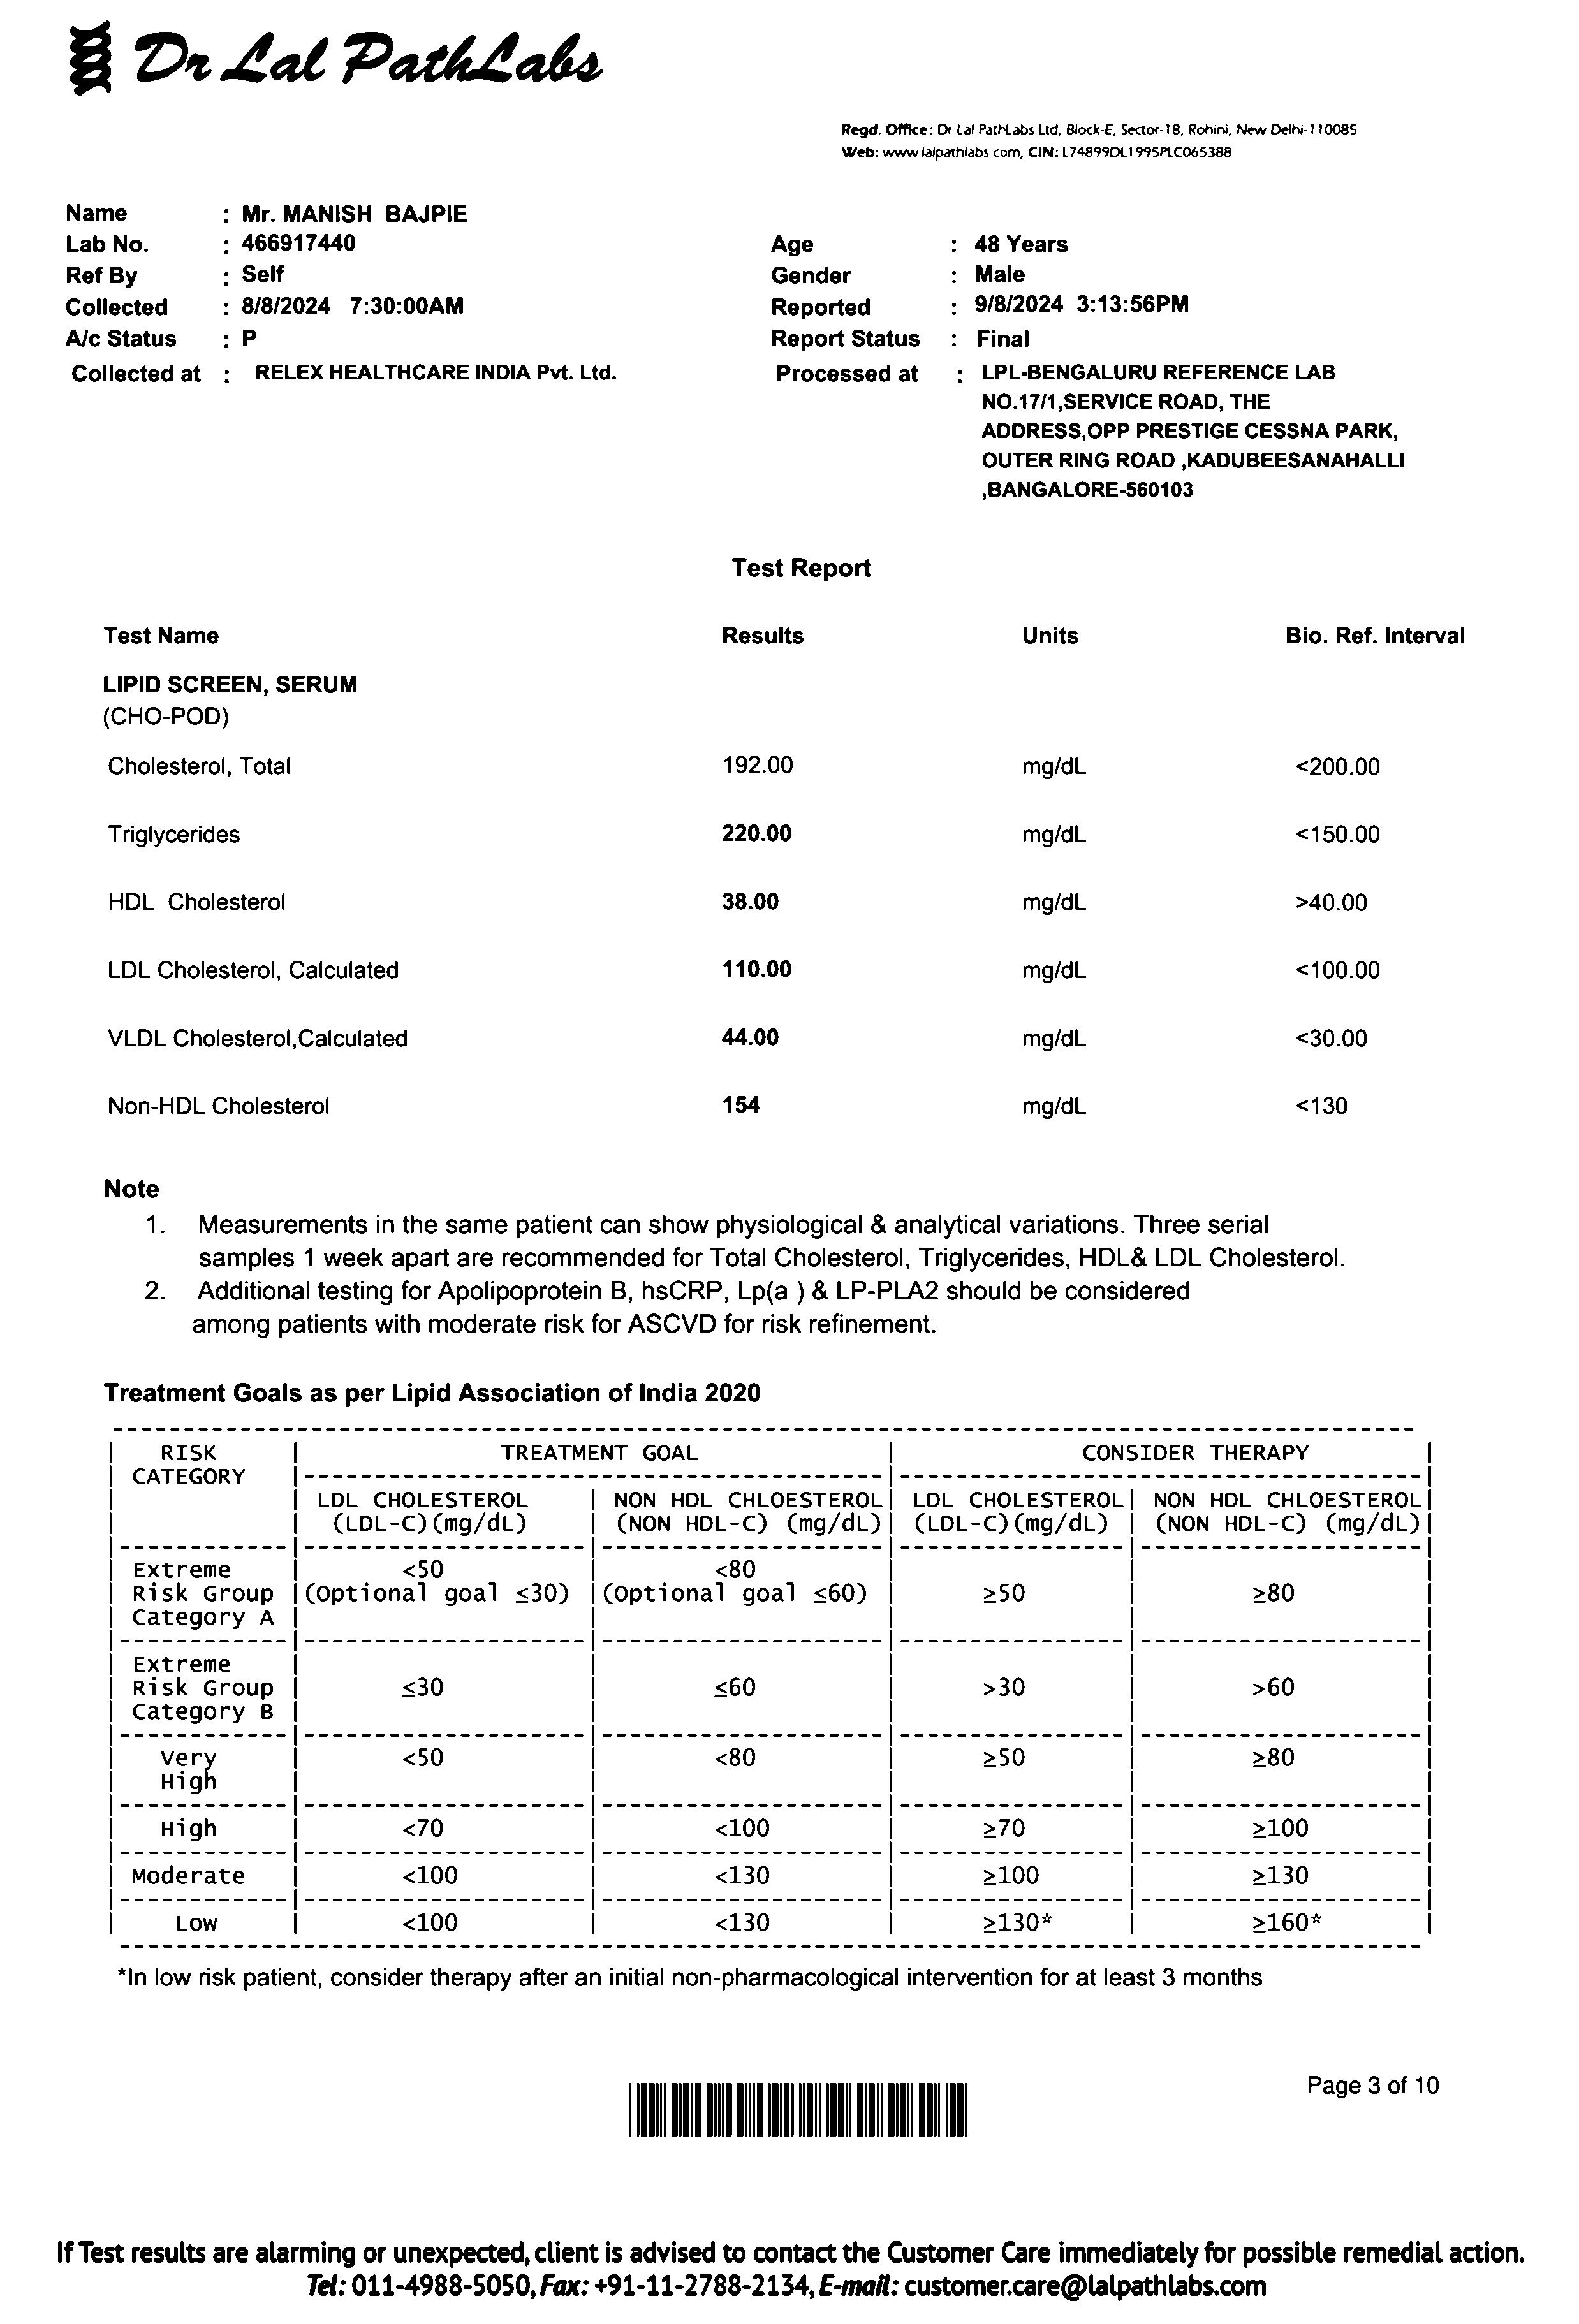 Dr Lal PathLabs
Regd. Office: Dr Lal PathLabs Ltd, Block-E, Sector-18, Rohini, New Delhi-110085
Web: www lalpathlabs com, CIN: L74899DL1995PLC065388
Name : Mr. MANISH BAJPIE
Lab No. : 466917440 Age : 48 Years
Ref By : Self Gender : Male
Collected : 8/8/2024 7:30:00AM Reported : 9/8/2024 3:13:56PM
A/c Status : P Report Status : Final
Collected at : RELEX HEALTHCARE INDIA Pvt. Ltd. Processed at : LPL-BENGALURU REFERENCE LAB
NO.17/1,SERVICE ROAD, THE
ADDRESS,OPP PRESTIGE CESSNA PARK,
OUTER RING ROAD ,KADUBEESANAHALLI
,BANGALORE-560103
Test Report
Test Name Results Units Bio. Ref. Interval
LIPID SCREEN, SERUM
(CHO-POD)
Cholesterol, Total 192.00 mg/dL <200.00
Triglycerides 220.00 mg/dL <150.00
HDL Cholesterol 38.00 mg/dL >40.00
LDL Cholesterol, Calculated 110.00 mg/dL <100.00
VLDL Cholesterol,Calculated 44.00 mg/dL <30.00
Non-HDL Cholesterol 154 mg/dL <130
Note
1. Measurements in the same patient can show physiological & analytical variations. Three serial
samples 1 week apart are recommended for Total Cholesterol, Triglycerides, HDL& LDL Cholesterol.
2. Additional testing for Apolipoprotein B, hsCRP, Lp(a ) & LP-PLA2 should be considered
among patients with moderate risk for ASCVD for risk refinement.
Treatment Goals as per Lipid Association of India 2020
RISK TREATMENT GOAL CONSIDER THERAPY
CATEGORY
LDL CHOLESTEROL NON HDL CHLOESTEROL LDL CHOLESTEROL NON HDL CHLOESTEROL
(LDL-C)(mg/dL) (NON HDL-C) (mg/dL) (LDL-C)(mg/dL) (NON HDL-C) (mg/dL)
Extreme <50 <80
Risk Group (Optional goal ≤30) (Optional goal ≤60) ≥50 ≥80
Category A
Extreme
Risk Group ≤30 ≤60 >30 >60
Category B
Very <50 <80 ≥50 ≥80
High
High <70 <100 ≥70 ≥100
Moderate <100 <130 ≥100 ≥130
Low <100 <130 ≥130* ≥160*
*In low risk patient, consider therapy after an initial non-pharmacological intervention for at least 3 months
Page 3 of 10
If Test results are alarming or unexpected, client is advised to contact the Customer Care immediately for possible remedial action.
Tel: 011-4988-5050, Fax: +91-11-2788-2134, E-mail: customer.care@lalpathlabs.com